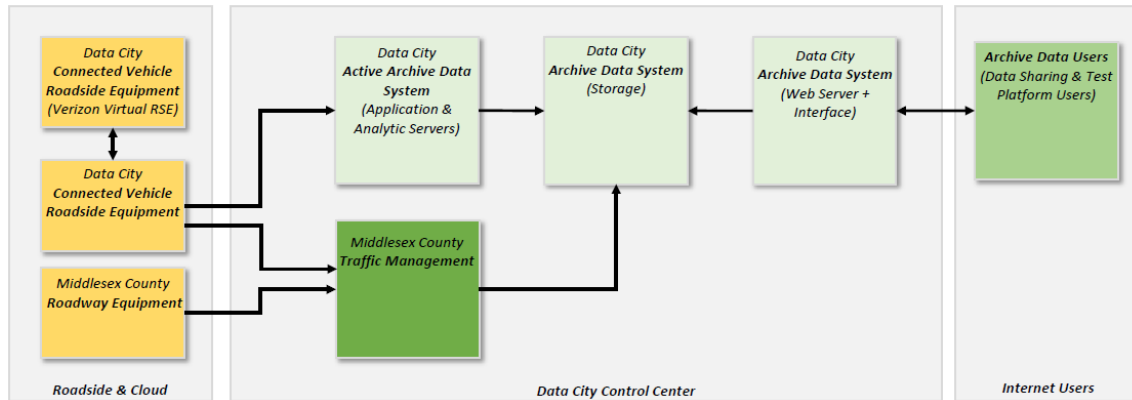 Data City
Connected Vehicle
Roadside Equipment
(Verizon Virtual RSE)
Data City
Connected Vehicle
Roadside Equipment
Middlesex County
Roadway Equipment
Roadside & Cloud
Data City
Active Archive Data
System
(Application &
Analytic Servers)
Data City
Archive Data System
(Storage)
Data City
Archive Data System
(Web Server +
Interface)
Middlesex County
Traffic Management
Data City Control Center
Archive Data Users
(Data Sharing & Test
Platform Users)
Internet Users